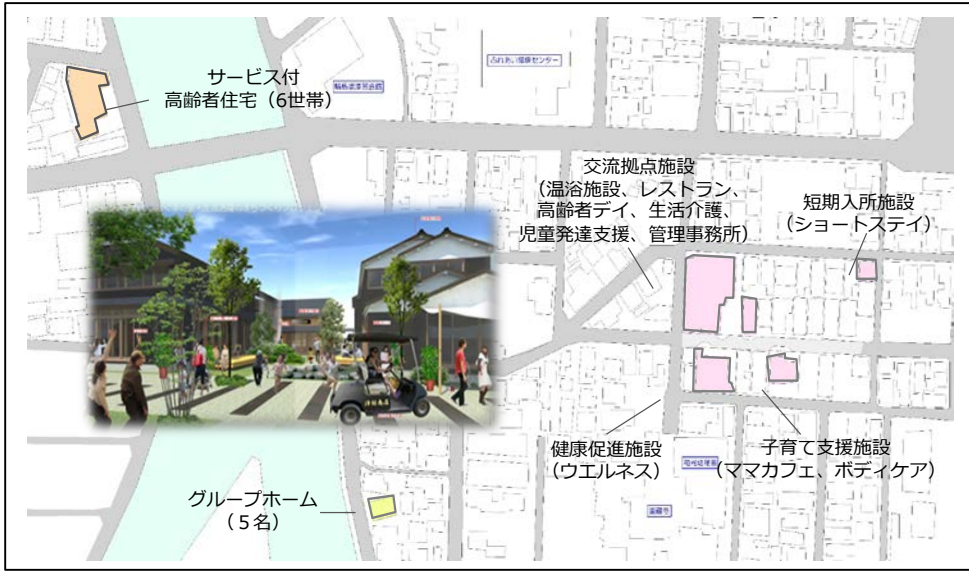 サービス付
高齢者住宅（6世帯）
ふれあい健康センター
交流拠点施設
（温浴施設、レストラン、
高齢者デイ、生活介護、
児童発達支援、管理事務所）
短期入所施設
（ショートステイ）
健康促進施設
（ウエルネス）
子育て支援施設
（ママカフェ、ボディケア）
グループホーム
（５名）